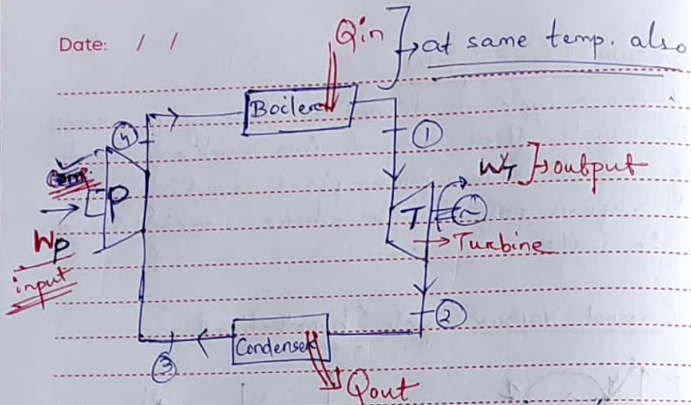 Date: / /
Qin
at same temp. also
Boiler
4
1
WT
output
P
T
Wp
Turbine
input
2
Condenser
3
Qout